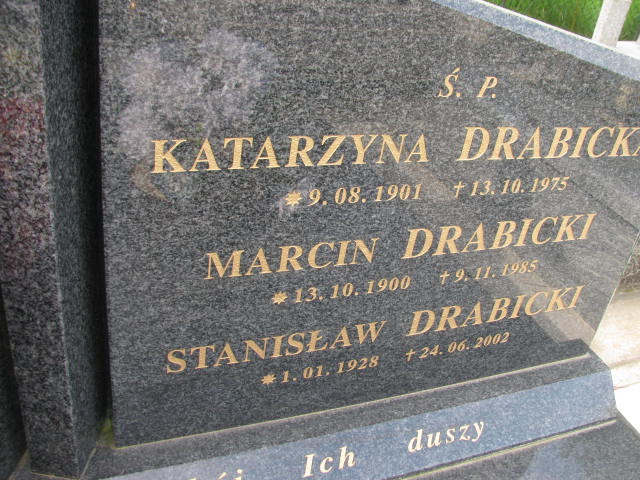 Ś. P.
KATARZYNA DRABICKA
* 9.08.1901 † 13.10.1975
MARCIN DRABICKI
* 13.10.1900 † 9.11.1985
STANISŁAW DRABICKI
* 1.01.1928 † 24.06.2002
Ich duszy